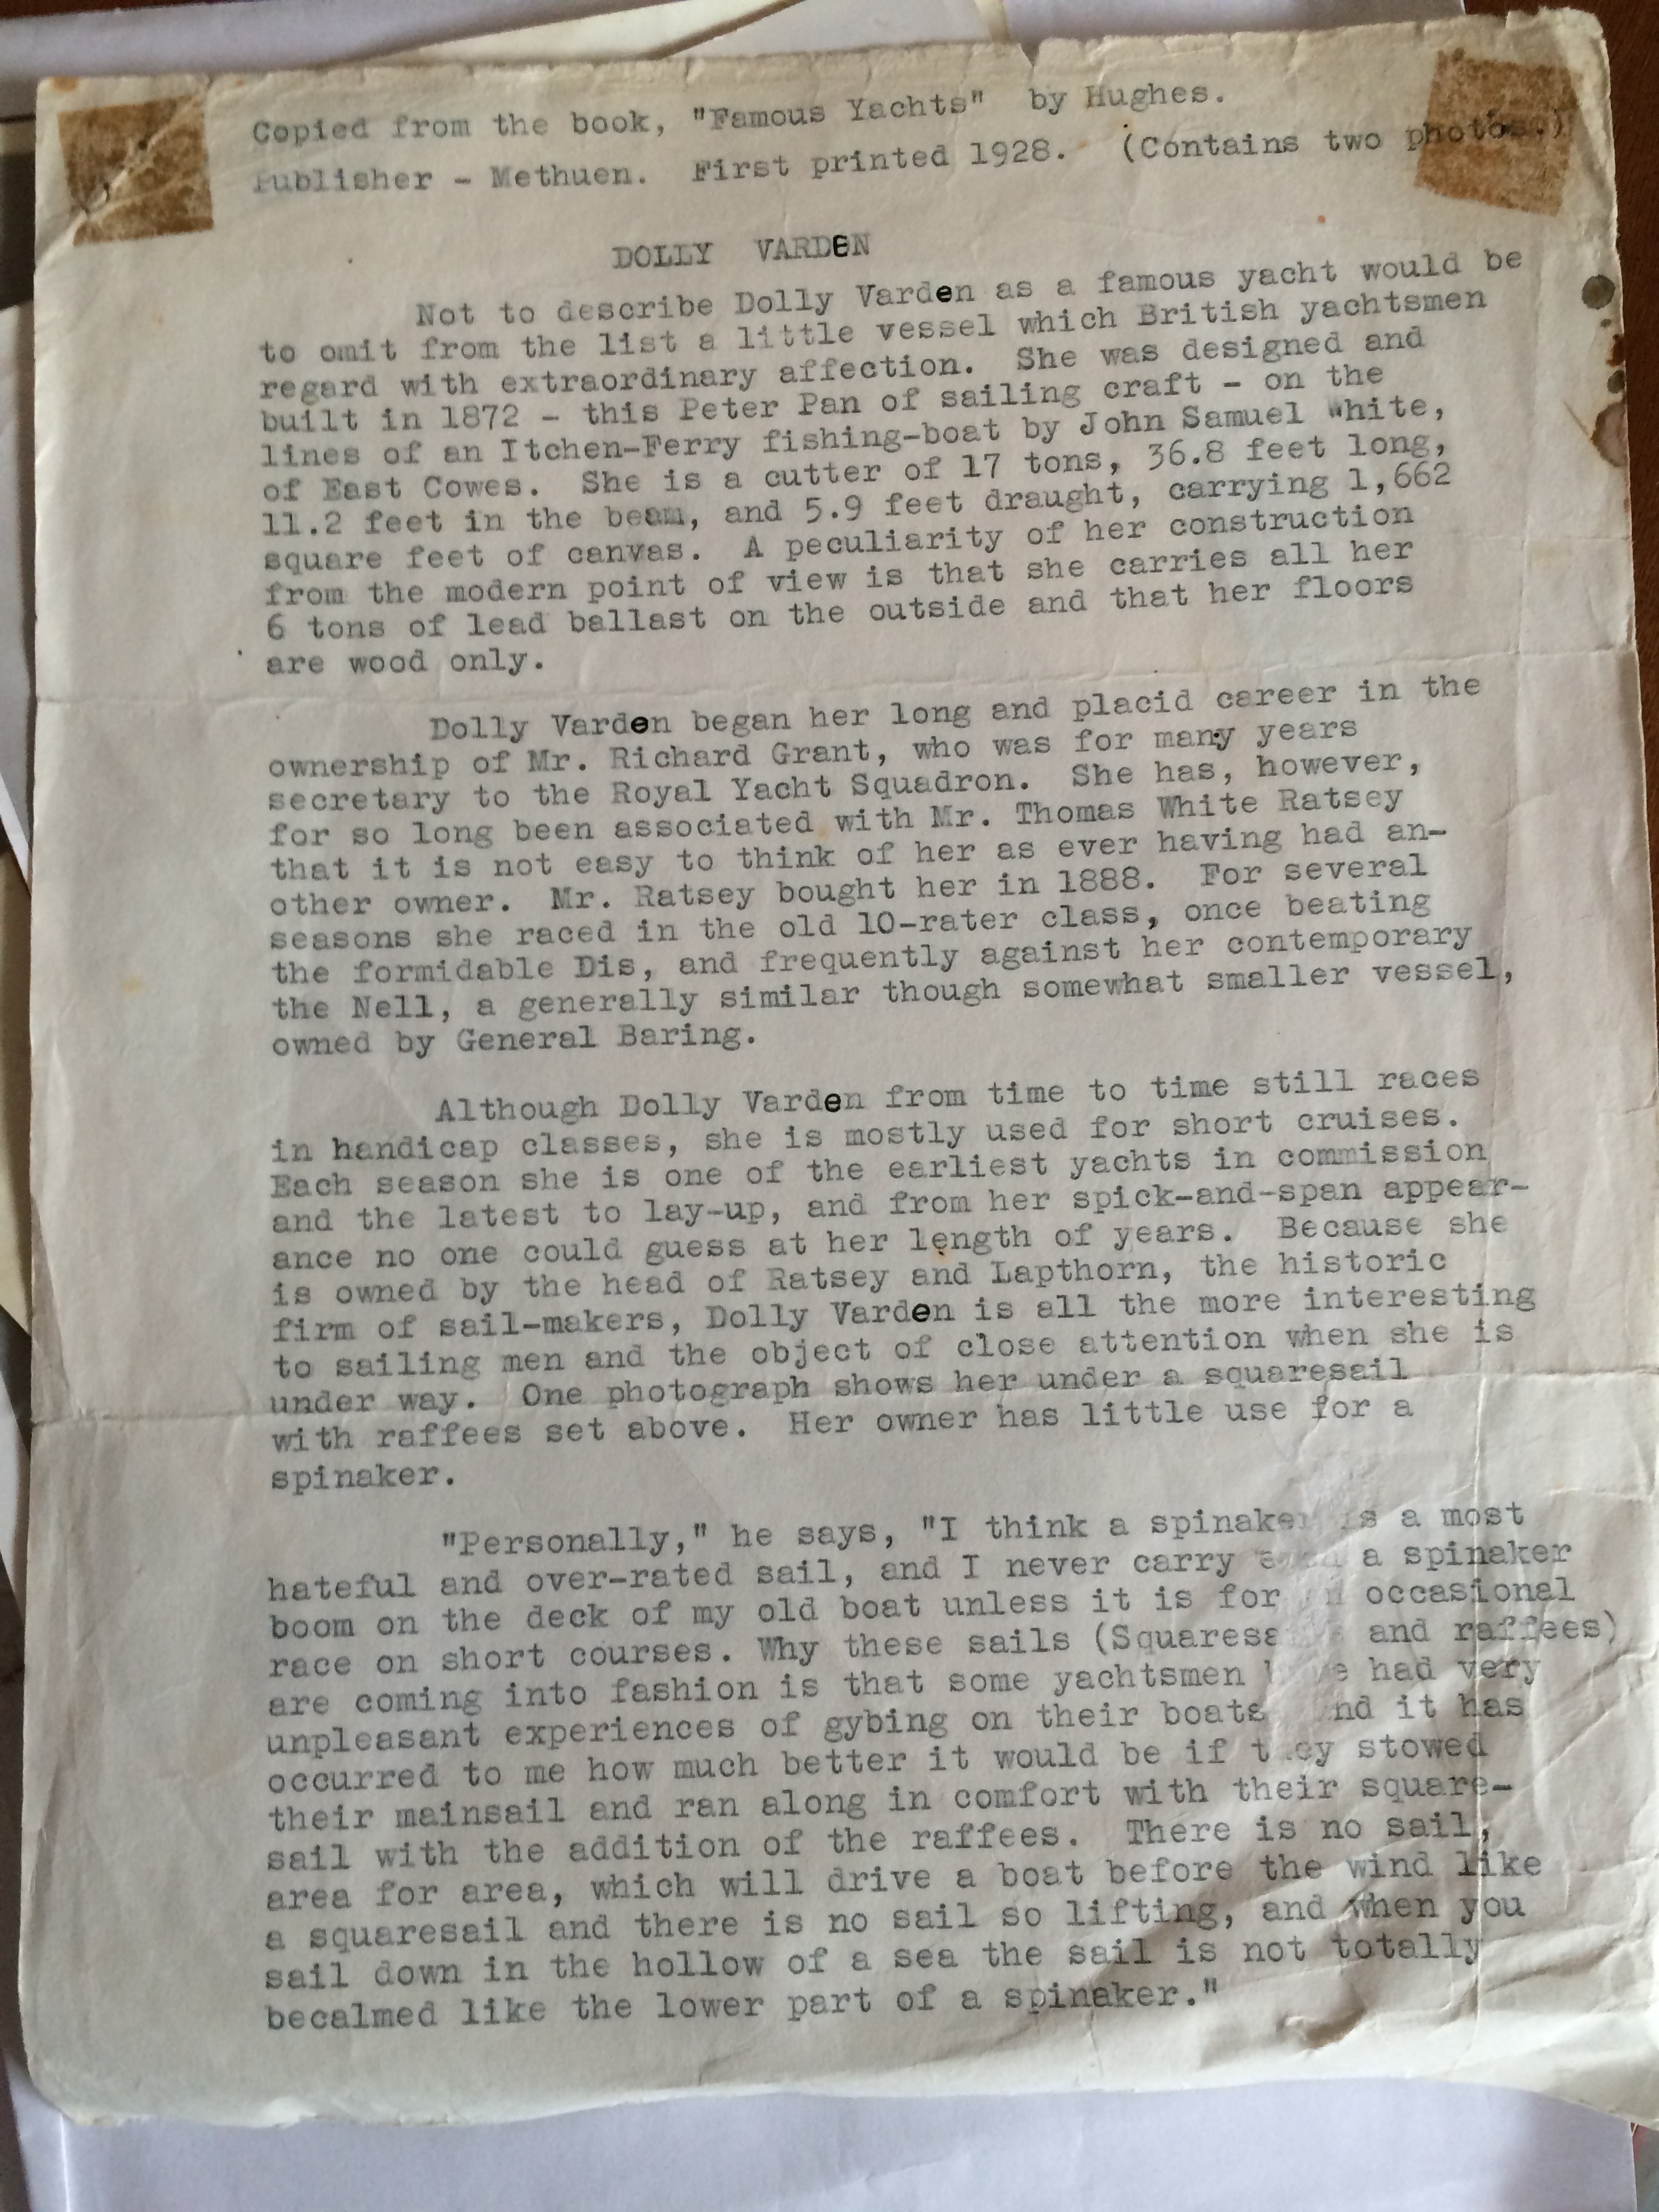 Copied from the book, "Famous Yachts" by Hughes.
Publisher - Methuen. First printed 1928. (Contains two photos.)
DOLLY VARDeN
Not to describe Dolly Varden as a famous yacht would be
to omit from the list a little vessel which British yachtsmen
regard with extraordinary affection. She was designed and
built in 1872 - this Peter Pan of sailing craft - on the
lines of an Itchen-Ferry fishing-boat by John Samuel White,
of East Cowes. She is a cutter of 17 tons, 36.8 feet long,
11.2 feet in the beam, and 5.9 feet draught, carrying 1,662
square feet of canvas. A peculiarity of her construction
from the modern point of view is that she carries all her
6 tons of lead ballast on the outside and that her floors
are wood only.
Dolly Varden began her long and placid career in the
ownership of Mr. Richard Grant, who was for many years
secretary to the Royal Yacht Squadron. She has, however,
for so long been associated with Mr. Thomas White Ratsey
that it is not easy to think of her as ever having had an-
other owner. Mr. Ratsey bought her in 1888. For several
seasons she raced in the old 10-rater class, once beating
the formidable Dis, and frequently against her contemporary
the Nell, a generally similar though somewhat smaller vessel,
owned by General Baring.
Although Dolly Varden from time to time still races
in handicap classes, she is mostly used for short cruises.
Each season she is one of the earliest yachts in commission
and the latest to lay-up, and from her spick-and-span appear-
ance no one could guess at her length of years. Because she
is owned by the head of Ratsey and Lapthorn, the historic
firm of sail-makers, Dolly Varden is all the more interesting
to sailing men and the object of close attention when she is
under way. One photograph shows her under a squaresail
with raffees set above. Her owner has little use for a
spinaker.
"Personally," he says, "I think a spinaker is a most
hateful and over-rated sail, and I never carry a spinaker
boom on the deck of my old boat unless it is for occasional
race on short courses. Why these sails (Squaresails and raffees)
are coming into fashion is that some yachtsmen have had very
unpleasant experiences of gybing on their boats and it has
occurred to me how much better it would be if they stowed
their mainsail and ran along in comfort with their square-
sail with the addition of the raffees. There is no sail,
area for area, which will drive a boat before the wind like
a squaresail and there is no sail so lifting, and when you
sail down in the hollow of a sea the sail is not totally
becalmed like the lower part of a spinaker."